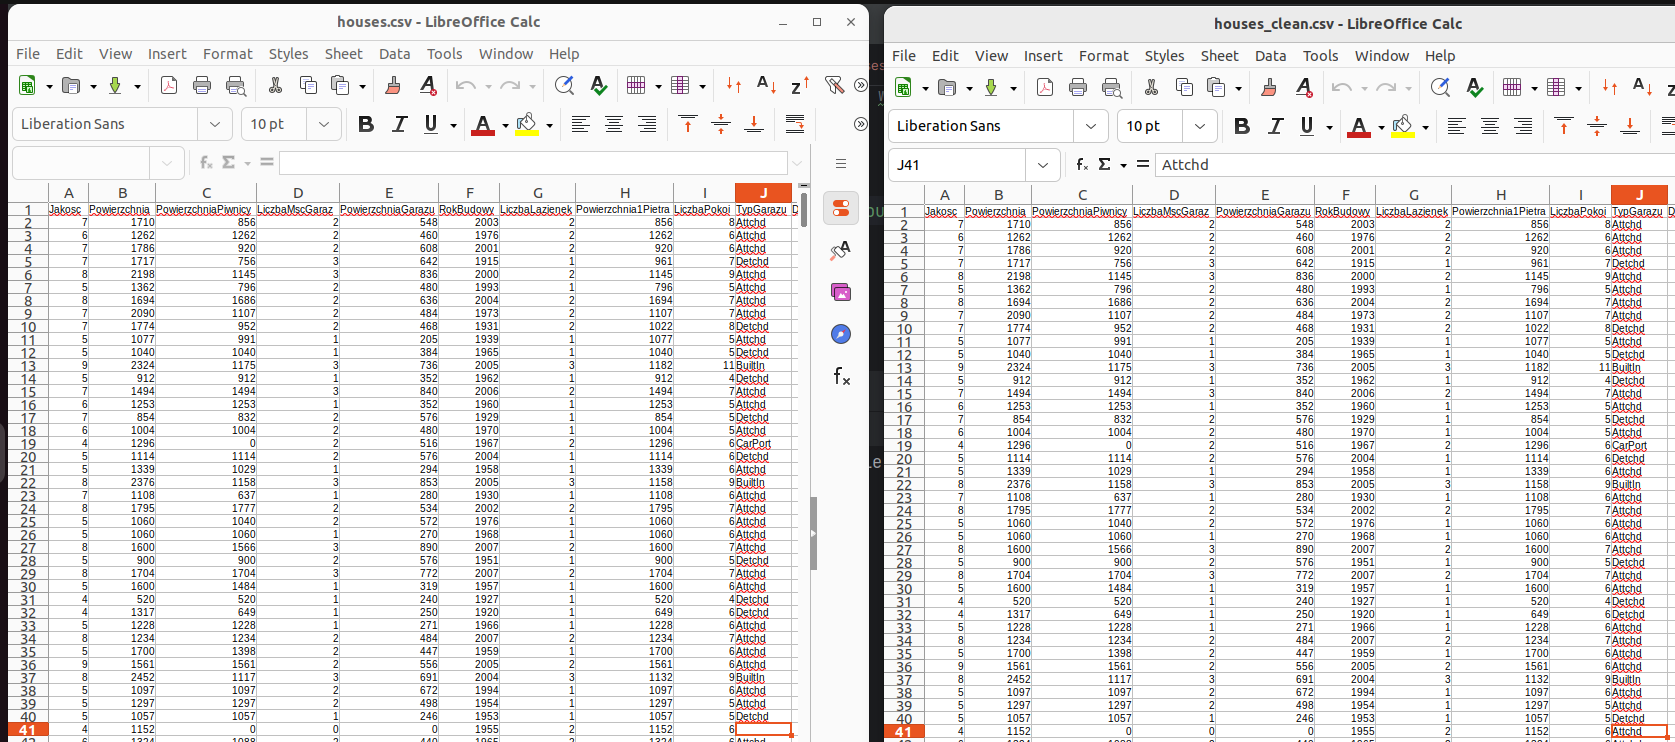 houses.csv - LibreOffice Calc
File Edit View Insert Format Styles Sheet Data Tools Window Help
Liberation Sans 10 pt B I U A
fx Σ =
A B C D E F G H I J
1 Jakosc Powierzchnia PowierzchniaPiwnicy LiczbaMscGaraz PowierzchniaGarazu RokBudowy LiczbaLazienek Powierzchnia1Pietra LiczbaPokoi TypGarazu D
2 7 1710 856 2 548 2003 2 856 8 Attchd
3 6 1262 1262 2 460 1976 2 1262 6 Attchd
4 7 1786 920 2 608 2001 2 920 6 Attchd
5 7 1717 756 3 642 1915 1 961 7 Detchd
6 8 2198 1145 3 836 2000 2 1145 9 Attchd
7 5 1362 796 2 480 1993 1 796 5 Attchd
8 8 1694 1686 2 636 2004 2 1694 7 Attchd
9 7 2090 1107 2 484 1973 2 1107 7 Attchd
10 7 1774 952 2 468 1931 2 1022 8 Detchd
11 5 1077 991 1 205 1939 1 1077 5 Attchd
12 5 1040 1040 1 384 1965 1 1040 5 Detchd
13 9 2324 1175 3 736 2005 3 1182 11 BuiltIn
14 5 912 912 1 352 1962 1 912 4 Detchd
15 7 1494 1494 3 840 2006 2 1494 7 Attchd
16 6 1253 1253 1 352 1960 1 1253 5 Attchd
17 7 854 832 2 576 1929 1 854 5 Detchd
18 6 1004 1004 2 480 1970 1 1004 5 Attchd
19 4 1296 0 2 516 1967 2 1296 6 CarPort
20 5 1114 1114 2 576 2004 1 1114 6 Detchd
21 5 1339 1029 1 294 1958 1 1339 6 Attchd
22 8 2376 1158 3 853 2005 3 1158 9 BuiltIn
23 7 1108 637 1 280 1930 1 1108 6 Attchd
24 8 1795 1777 2 534 2002 2 1795 7 Attchd
25 5 1060 1040 2 572 1976 1 1060 6 Attchd
26 5 1060 1060 1 270 1968 1 1060 6 Attchd
27 8 1600 1566 3 890 2007 2 1600 7 Attchd
28 5 900 900 2 576 1951 1 900 5 Detchd
29 8 1704 1704 3 772 2007 2 1704 7 Attchd
30 5 1600 1484 1 319 1957 1 1600 6 Attchd
31 4 520 520 1 240 1927 1 520 4 Detchd
32 4 1317 649 1 250 1920 1 649 6 Detchd
33 5 1228 1228 1 271 1966 1 1228 6 Attchd
34 8 1234 1234 2 484 2007 2 1234 7 Attchd
35 5 1700 1398 2 447 1959 1 1700 6 Attchd
36 9 1561 1561 2 556 2005 2 1561 6 Attchd
37 8 2452 1117 3 691 2004 3 1132 9 BuiltIn
38 5 1097 1097 2 672 1994 1 1097 6 Attchd
39 5 1297 1297 2 498 1954 1 1297 5 Attchd
40 5 1057 1057 1 246 1953 1 1057 5 Detchd
41 4 1152 0 0 0 1955 2 1152 6
houses_clean.csv - LibreOffice Calc
File Edit View Insert Format Styles Sheet Data Tools Window Help
Liberation Sans 10 pt B I U A
J41 fx Σ = Attchd
A B C D E F G H I J
1 Jakosc Powierzchnia PowierzchniaPiwnicy LiczbaMscGaraz PowierzchniaGarazu RokBudowy LiczbaLazienek Powierzchnia1Pietra LiczbaPokoi TypGarazu D
2 7 1710 856 2 548 2003 2 856 8 Attchd
3 6 1262 1262 2 460 1976 2 1262 6 Attchd
4 7 1786 920 2 608 2001 2 920 6 Attchd
5 7 1717 756 3 642 1915 1 961 7 Detchd
6 8 2198 1145 3 836 2000 2 1145 9 Attchd
7 5 1362 796 2 480 1993 1 796 5 Attchd
8 8 1694 1686 2 636 2004 2 1694 7 Attchd
9 7 2090 1107 2 484 1973 2 1107 7 Attchd
10 7 1774 952 2 468 1931 2 1022 8 Detchd
11 5 1077 991 1 205 1939 1 1077 5 Attchd
12 5 1040 1040 1 384 1965 1 1040 5 Detchd
13 9 2324 1175 3 736 2005 3 1182 11 BuiltIn
14 5 912 912 1 352 1962 1 912 4 Detchd
15 7 1494 1494 3 840 2006 2 1494 7 Attchd
16 6 1253 1253 1 352 1960 1 1253 5 Attchd
17 7 854 832 2 576 1929 1 854 5 Detchd
18 6 1004 1004 2 480 1970 1 1004 5 Attchd
19 4 1296 0 2 516 1967 2 1296 6 CarPort
20 5 1114 1114 2 576 2004 1 1114 6 Detchd
21 5 1339 1029 1 294 1958 1 1339 6 Attchd
22 8 2376 1158 3 853 2005 3 1158 9 BuiltIn
23 7 1108 637 1 280 1930 1 1108 6 Attchd
24 8 1795 1777 2 534 2002 2 1795 7 Attchd
25 5 1060 1040 2 572 1976 1 1060 6 Attchd
26 5 1060 1060 1 270 1968 1 1060 6 Attchd
27 8 1600 1566 3 890 2007 2 1600 7 Attchd
28 5 900 900 2 576 1951 1 900 5 Detchd
29 8 1704 1704 3 772 2007 2 1704 7 Attchd
30 5 1600 1484 1 319 1957 1 1600 6 Attchd
31 4 520 520 1 240 1927 1 520 4 Detchd
32 4 1317 649 1 250 1920 1 649 6 Detchd
33 5 1228 1228 1 271 1966 1 1228 6 Attchd
34 8 1234 1234 2 484 2007 2 1234 7 Attchd
35 5 1700 1398 2 447 1959 1 1700 6 Attchd
36 9 1561 1561 2 556 2005 2 1561 6 Attchd
37 8 2452 1117 3 691 2004 3 1132 9 BuiltIn
38 5 1097 1097 2 672 1994 1 1097 6 Attchd
39 5 1297 1297 2 498 1954 1 1297 5 Attchd
40 5 1057 1057 1 246 1953 1 1057 5 Detchd
41 4 1152 0 0 0 1955 2 1152 6 Attchd